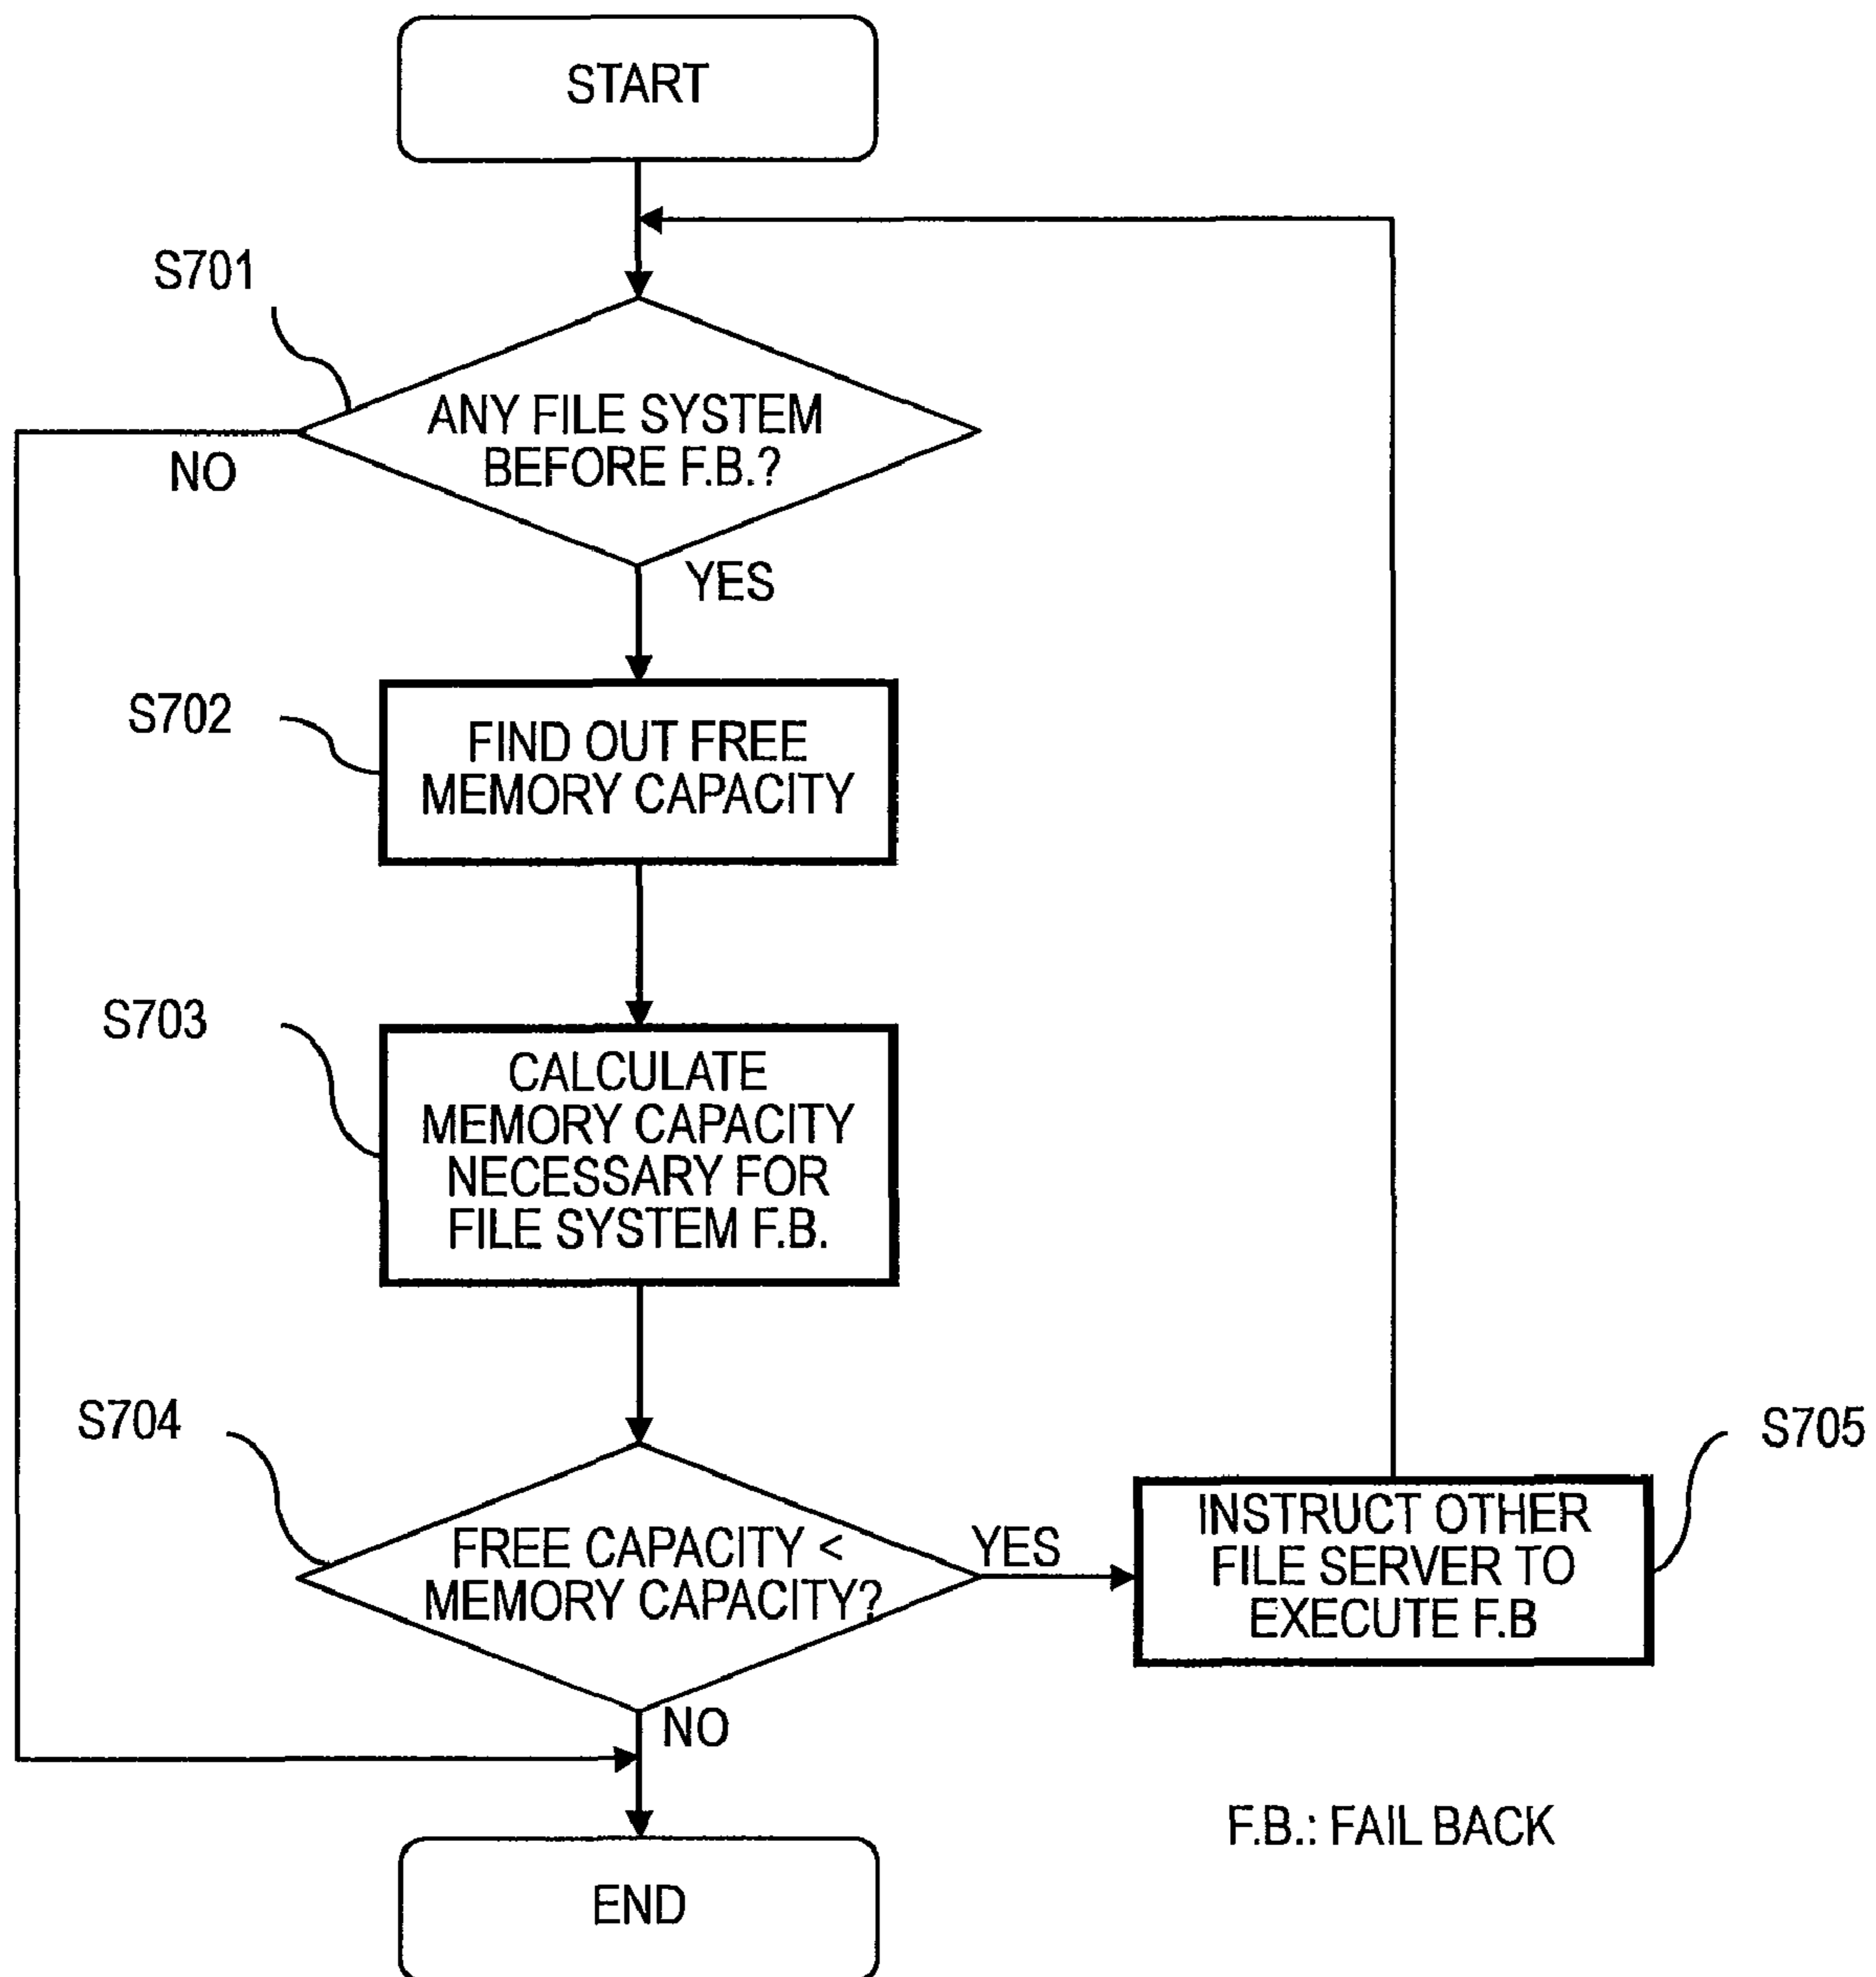 START
S701
ANY FILE SYSTEM
BEFORE F.B.?
NO
YES
S702
FIND OUT FREE
MEMORY CAPACITY
S703
CALCULATE
MEMORY CAPACITY
NECESSARY FOR
FILE SYSTEM F.B.
S704
FREE CAPACITY <
MEMORY CAPACITY?
YES
S705
INSTRUCT OTHER
FILE SERVER TO
EXECUTE F.B
NO
F.B.: FAIL BACK
END